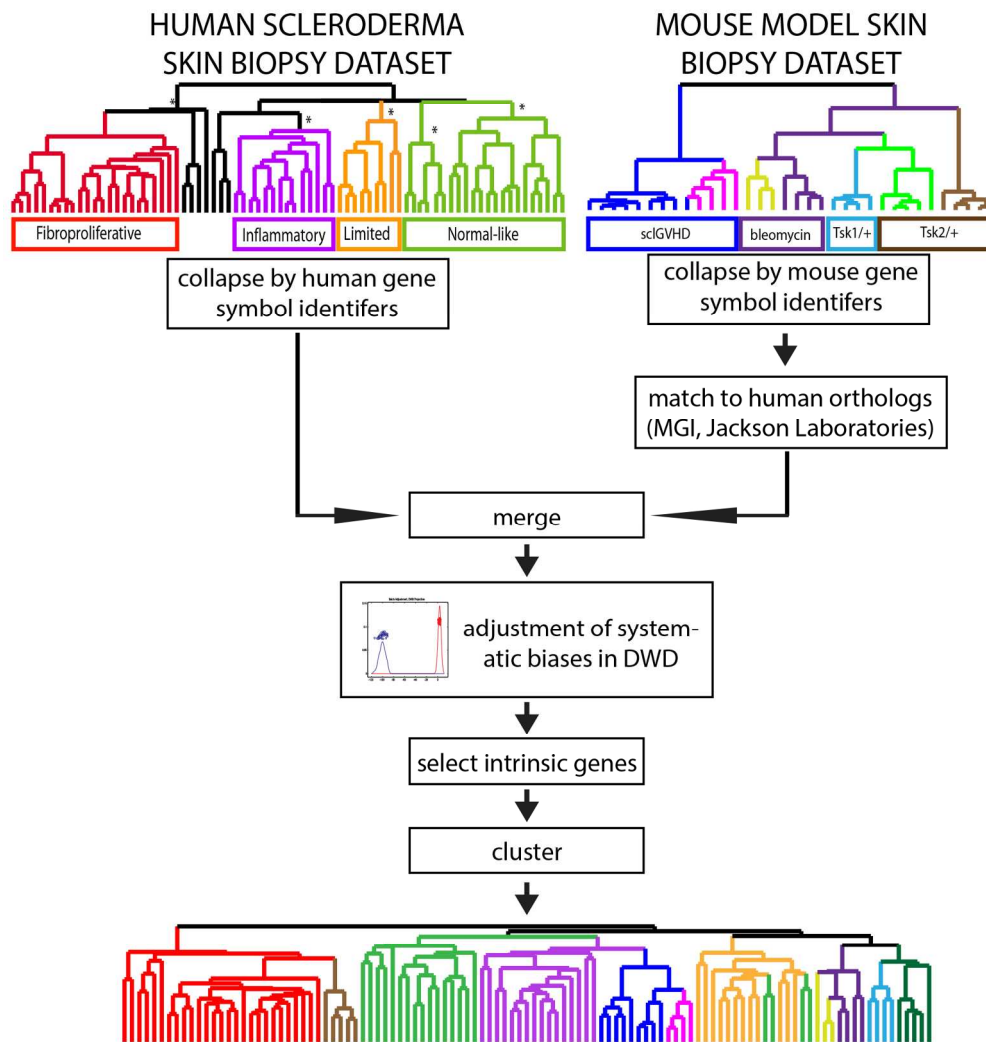 HUMAN SCLERODERMA
SKIN BIOPSY DATASET
MOUSE MODEL SKIN
BIOPSY DATASET
*
*
*
*
*
Fibroproliferative
Inflammatory
Limited
Normal-like
sclGVHD
bleomycin
Tsk1/+
Tsk2/+
collapse by human gene
symbol identifers
collapse by mouse gene
symbol identifers
match to human orthologs
(MGI, Jackson Laboratories)
merge
adjustment of system-
atic biases in DWD
select intrinsic genes
cluster